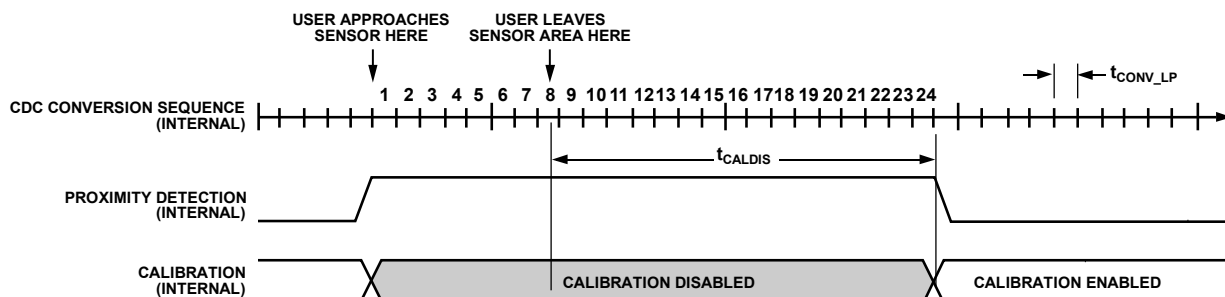 USER APPROACHES
SENSOR HERE
USER LEAVES
SENSOR AREA HERE
tCONV_LP
1 2 3 4 5 6 7 8 9 10 11 12 13 14 15 16 17 18 19 20 21 22 23 24
CDC CONVERSION SEQUENCE
(INTERNAL)
tCALDIS
PROXIMITY DETECTION
(INTERNAL)
CALIBRATION
(INTERNAL)
CALIBRATION DISABLED
CALIBRATION ENABLED